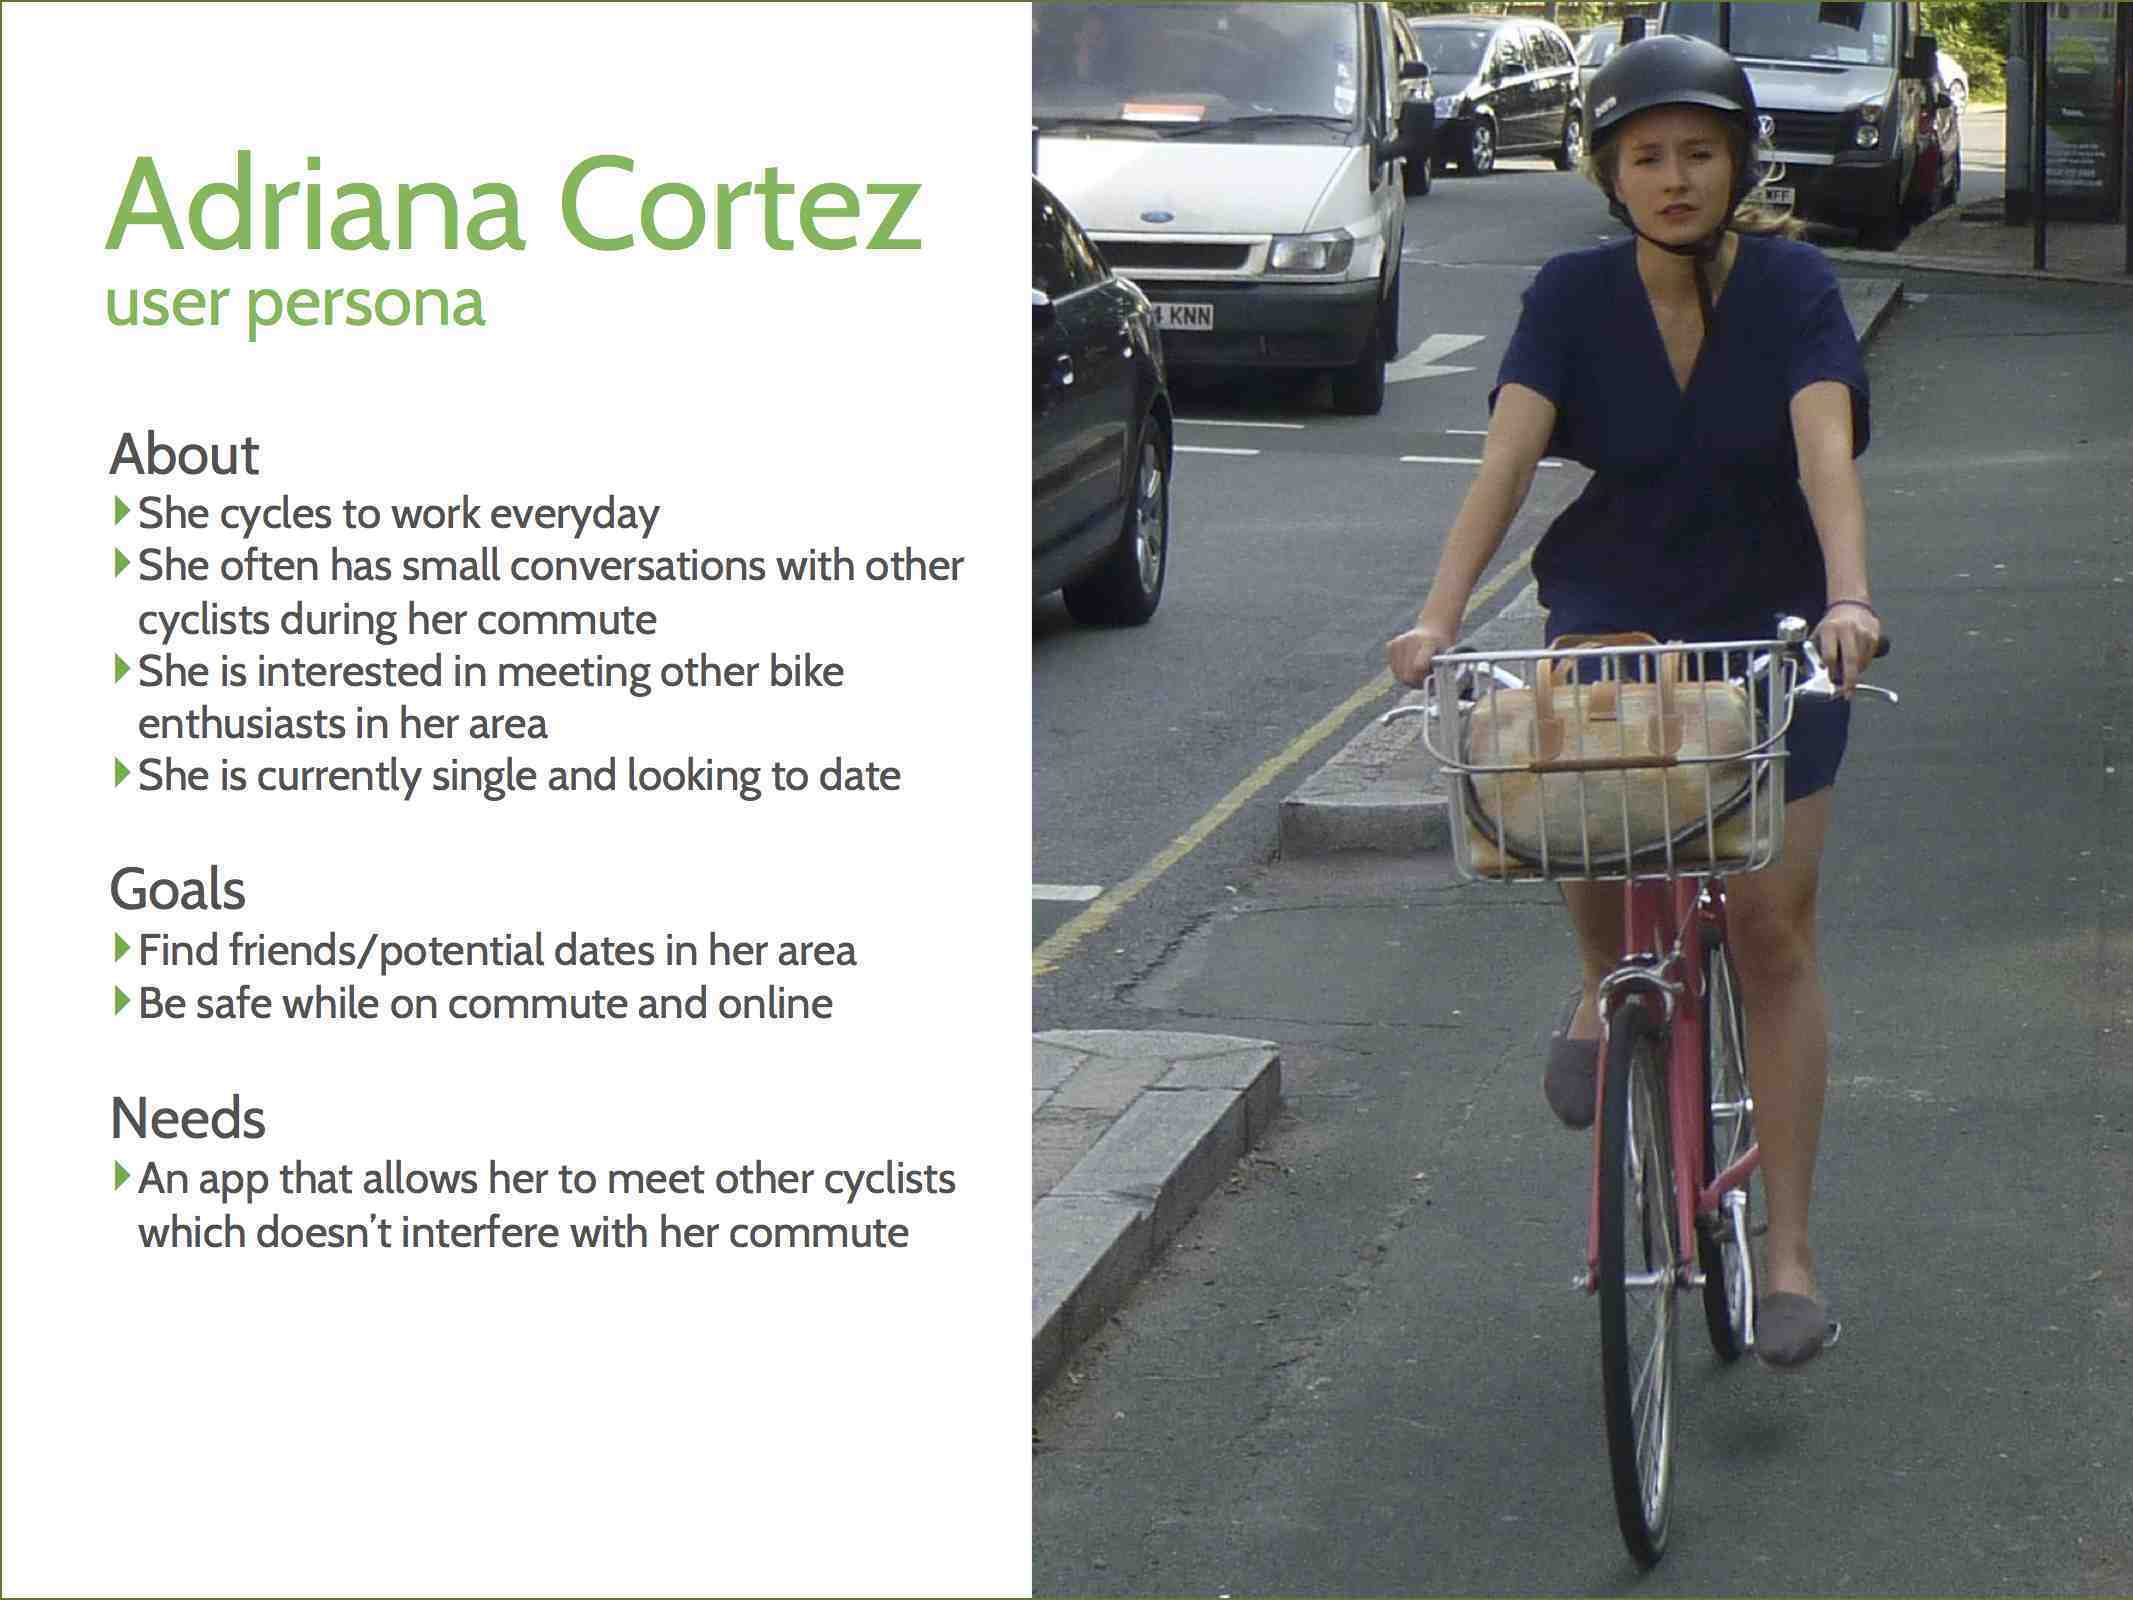 Adriana Cortez
user persona
About
She cycles to work everyday
She often has small conversations with other
cyclists during her commute
She is interested in meeting other bike
enthusiasts in her area
She is currently single and looking to date
Goals
Find friends/potential dates in her area
Be safe while on commute and online
Needs
An app that allows her to meet other cyclists
which doesn't interfere with her commute
4 KNN